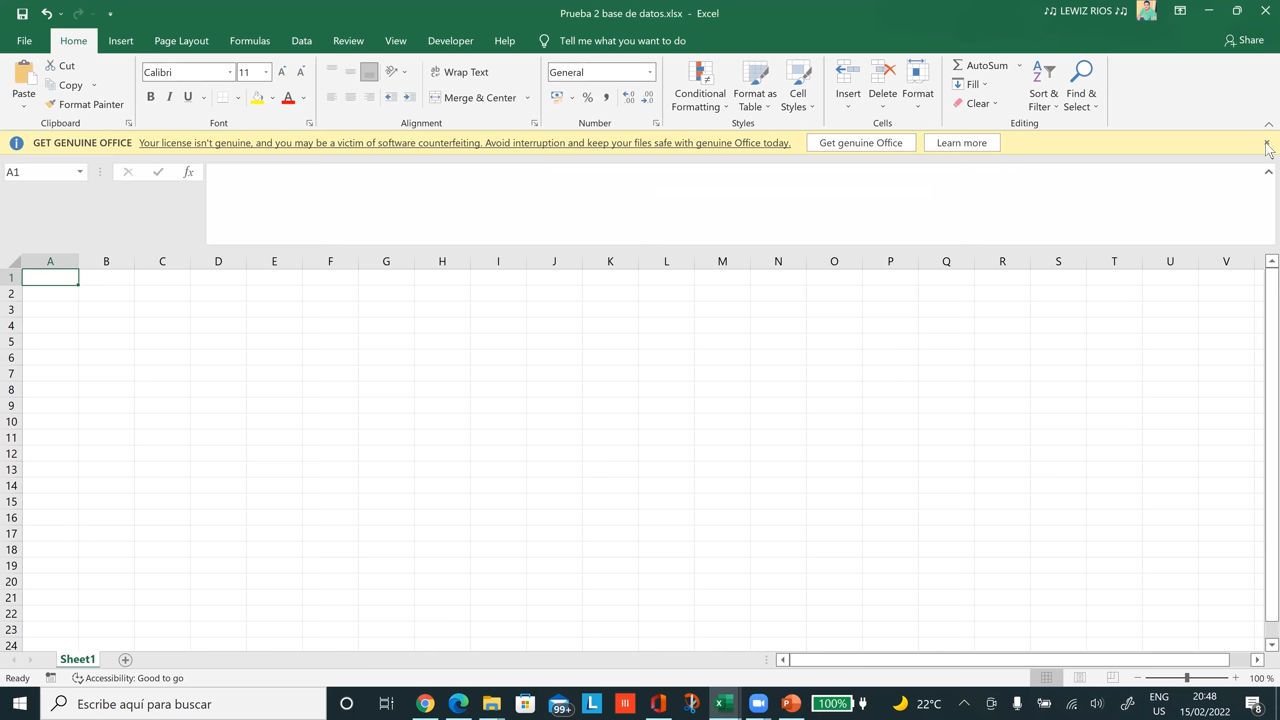 Prueba 2 base de datos.xlsx - Excel
♫ LEWIZ RIOS ♫
File Home Insert Page Layout Formulas Data Review View Developer Help Tell me what you want to do Share
Paste
Cut
Copy
Format Painter
Clipboard
Calibri 11
B I U
Font
Wrap Text
Merge & Center
Alignment
General
Number
Conditional Formatting
Format as Table
Cell Styles
Styles
Insert Delete Format
Cells
AutoSum
Fill
Clear
Sort & Filter
Find & Select
Editing
GET GENUINE OFFICE Your license isn't genuine, and you may be a victim of software counterfeiting. Avoid interruption and keep your files safe with genuine Office today. Get genuine Office Learn more
A1 fx
A B C D E F G H I J K L M N O P Q R S T U V
1
2
3
4
5
6
7
8
9
10
11
12
13
14
15
16
17
18
19
20
21
22
23
24
Sheet1
Ready Accessibility: Good to go 100 %
Escribe aquí para buscar 99+ L 100% 22°C ENG 20:48
ES 15/02/2022